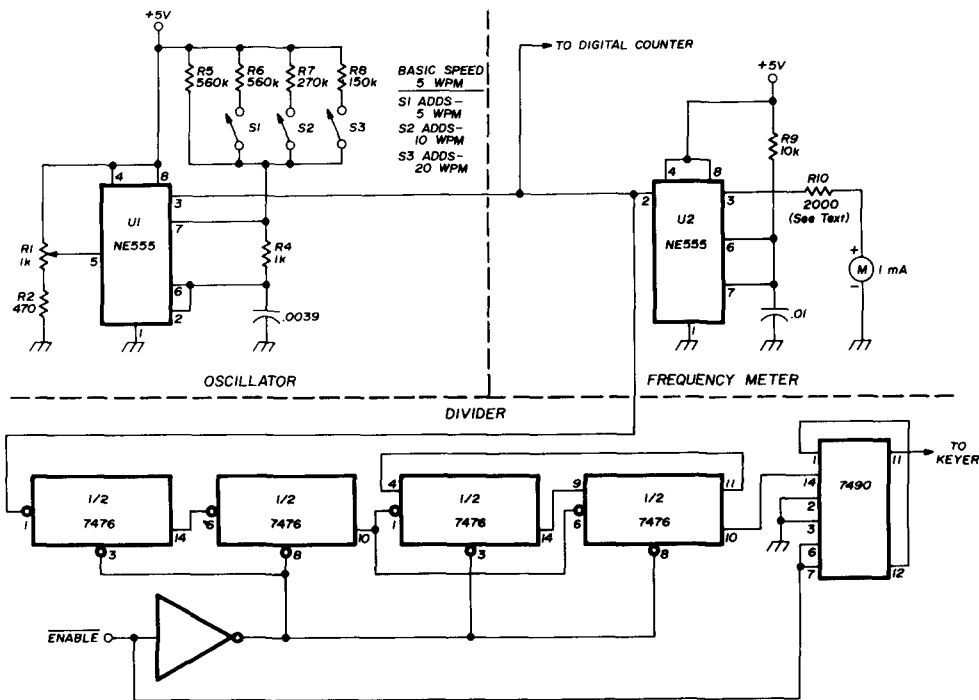 +5V
TO DIGITAL COUNTER
+5V
R5
560k
R6
560k
R7
270k
R8
150k
BASIC SPEED
5 WPM
S1 ADDS-
5 WPM
S2 ADDS-
10 WPM
S3 ADDS-
20 WPM
S1
S2
S3
R9
10k
4
8
3
U1
NE555
7
R1
1k
5
R4
1k
6
2
R2
470
.0039
1
4
8
2
3
R10
2000
(See Text)
U2
NE555
6
7
+
M
-
1 mA
.01
1
OSCILLATOR
FREQUENCY METER
DIVIDER
1
1/2
7476
14
3
6
1/2
7476
10
8
4
1
1/2
7476
14
3
9
6
1/2
7476
11
10
8
1
14
2
3
6
7
7490
11
12
TO
KEYER
ENABLE